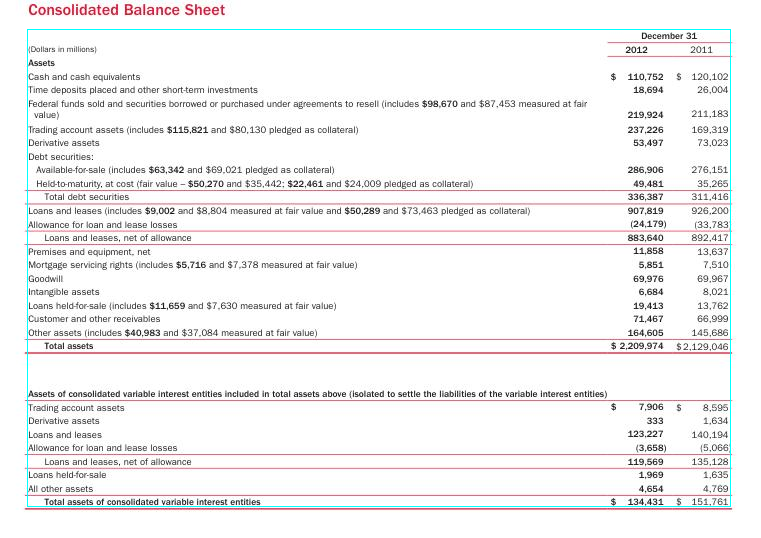 Consolidated Balance Sheet
December 31
(Dollars in millions) 2012 2011
Assets
Cash and cash equivalents $ 110,752 $ 120,102
Time deposits placed and other short-term investments 18,694 26,004
Federal funds sold and securities borrowed or purchased under agreements to resell (includes $98,670 and $87,453 measured at fair
value) 219,924 211,183
Trading account assets (includes $115,821 and $80,130 pledged as collateral) 237,226 169,319
Derivative assets 53,497 73,023
Debt securities:
Available-for-sale (includes $63,342 and $69,021 pledged as collateral) 286,906 276,151
Held-to-maturity, at cost (fair value – $50,270 and $35,442; $22,461 and $24,009 pledged as collateral) 49,481 35,265
Total debt securities 336,387 311,416
Loans and leases (includes $9,002 and $8,804 measured at fair value and $50,289 and $73,463 pledged as collateral) 907,819 926,200
Allowance for loan and lease losses (24,179) (33,783)
Loans and leases, net of allowance 883,640 892,417
Premises and equipment, net 11,858 13,637
Mortgage servicing rights (includes $5,716 and $7,378 measured at fair value) 5,851 7,510
Goodwill 69,976 69,967
Intangible assets 6,684 8,021
Loans held-for-sale (includes $11,659 and $7,630 measured at fair value) 19,413 13,762
Customer and other receivables 71,467 66,999
Other assets (includes $40,983 and $37,084 measured at fair value) 164,605 145,686
Total assets $ 2,209,974 $ 2,129,046
Assets of consolidated variable interest entities included in total assets above (isolated to settle the liabilities of the variable interest entities)
Trading account assets $ 7,906 $ 8,595
Derivative assets 333 1,634
Loans and leases 123,227 140,194
Allowance for loan and lease losses (3,658) (5,066)
Loans and leases, net of allowance 119,569 135,128
Loans held-for-sale 1,969 1,635
All other assets 4,654 4,769
Total assets of consolidated variable interest entities $ 134,431 $ 151,761